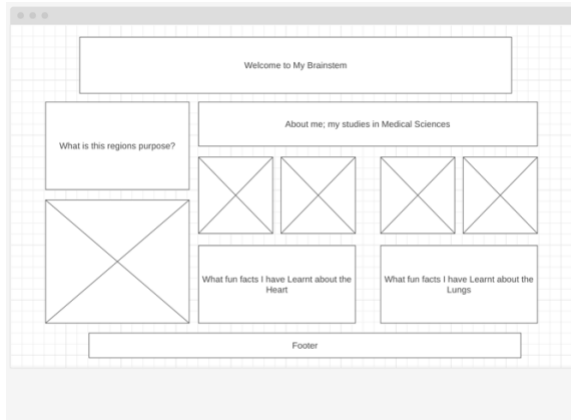 Welcome to My Brainstem
About me; my studies in Medical Sciences
What is this regions purpose?
What fun facts I have Learnt about the
Heart
What fun facts I have Learnt about the
Lungs
Footer